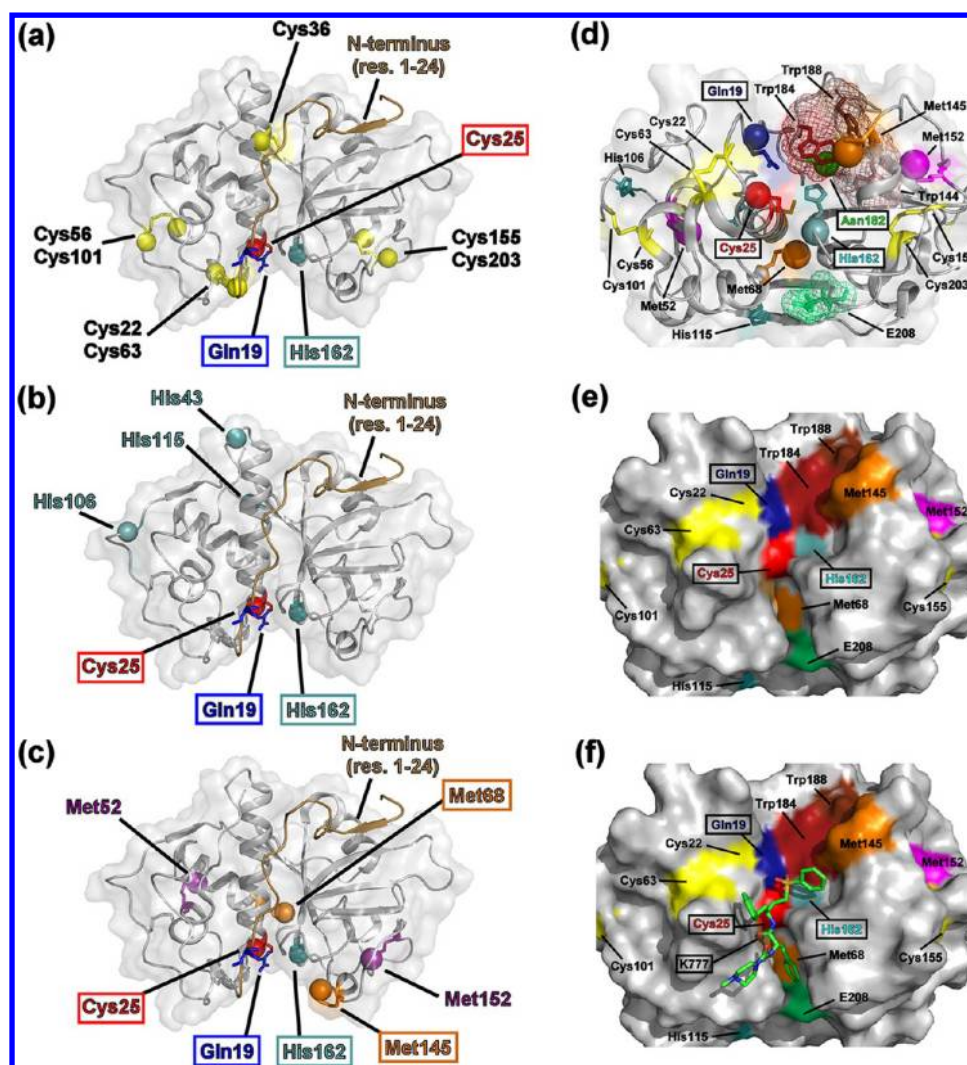 (a)
Cys36
N-terminus
(res. 1-24)
Cys25
Cys56
Cys101
Cys155
Cys203
Cys22
Cys63
Gln19
His162
(b)
His43
N-terminus
(res. 1-24)
His115
His106
Cys25
Gln19
His162
(c)
N-terminus
(res. 1-24)
Met52
Met68
Cys25
Met152
Gln19
His162
Met145
(d)
Trp188
Trp184
Gln19
Met145
Cys22
Cys63
Met152
His106
Trp144
Asn182
Cys25
His162
Cys15
Cys56
Met68
Cys203
Cys101
Met52
His115
E208
(e)
Trp188
Trp184
Gln19
Cys22
Met145
Met152
Cys63
Cys25
His162
Cys101
Met68
Cys155
E208
His115
(f)
Trp188
Trp184
Gln19
Cys22
Met145
Met152
Cys63
Cys25
His162
K777
Cys101
Met68
Cys155
E208
His115